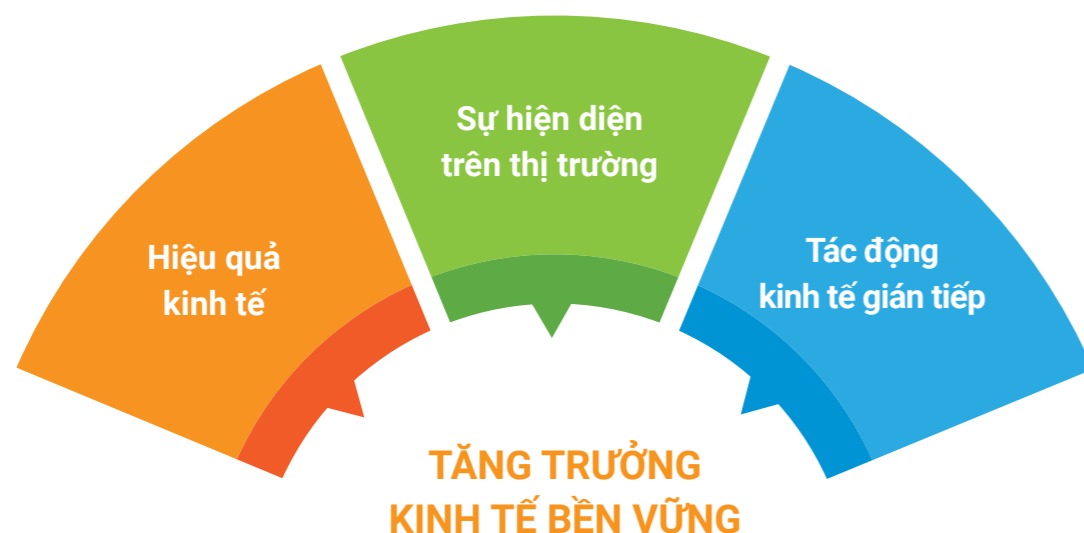 Sự hiện diện
trên thị trường
Hiệu quả
kinh tế
Tác động
kinh tế gián tiếp
TĂNG TRƯỞNG
KINH TẾ BỀN VỮNG